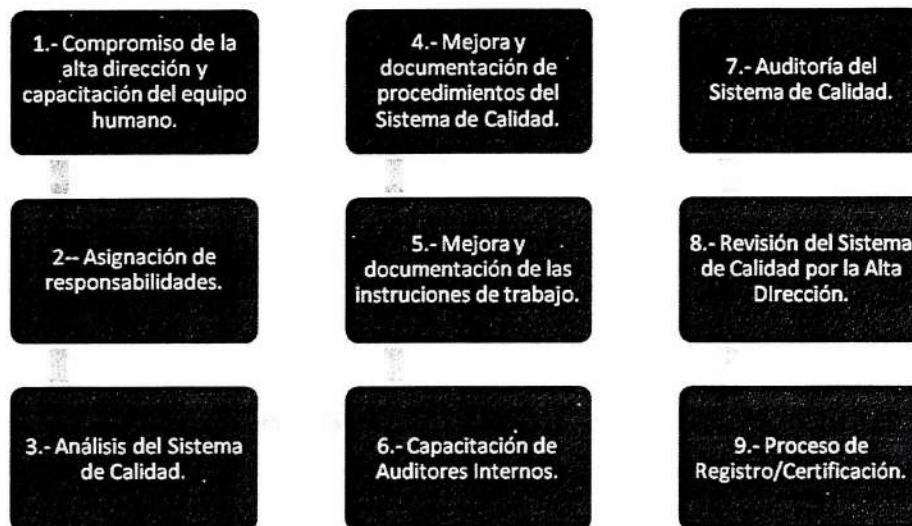 1.- Compromiso de la
alta dirección y
capacitación del equipo
humano.
2-- Asignación de
responsabilidades.
3.- Análisis del Sistema
de Calidad.
4.- Mejora y
documentación de
procedimientos del
Sistema de Calidad.
5.- Mejora y
documentación de las
instruciones de trabajo.
6.- Capacitación de
Auditores Internos.
7.- Auditoría del
Sistema de Calidad.
8.- Revisión del Sistema
de Calidad por la Alta
Dirección.
9.- Proceso de
Registro/Certificación.